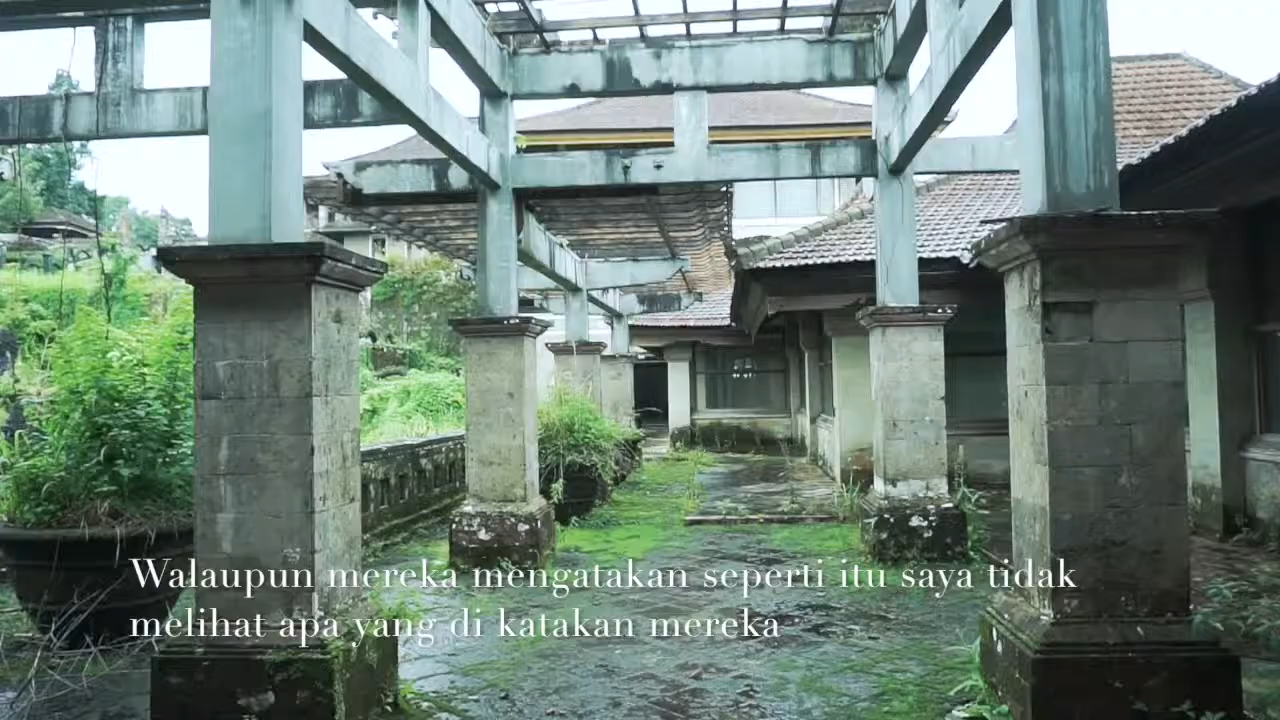 Walaupun mereka mengatakan seperti itu saya tidak
melihat apa yang di katakan mereka